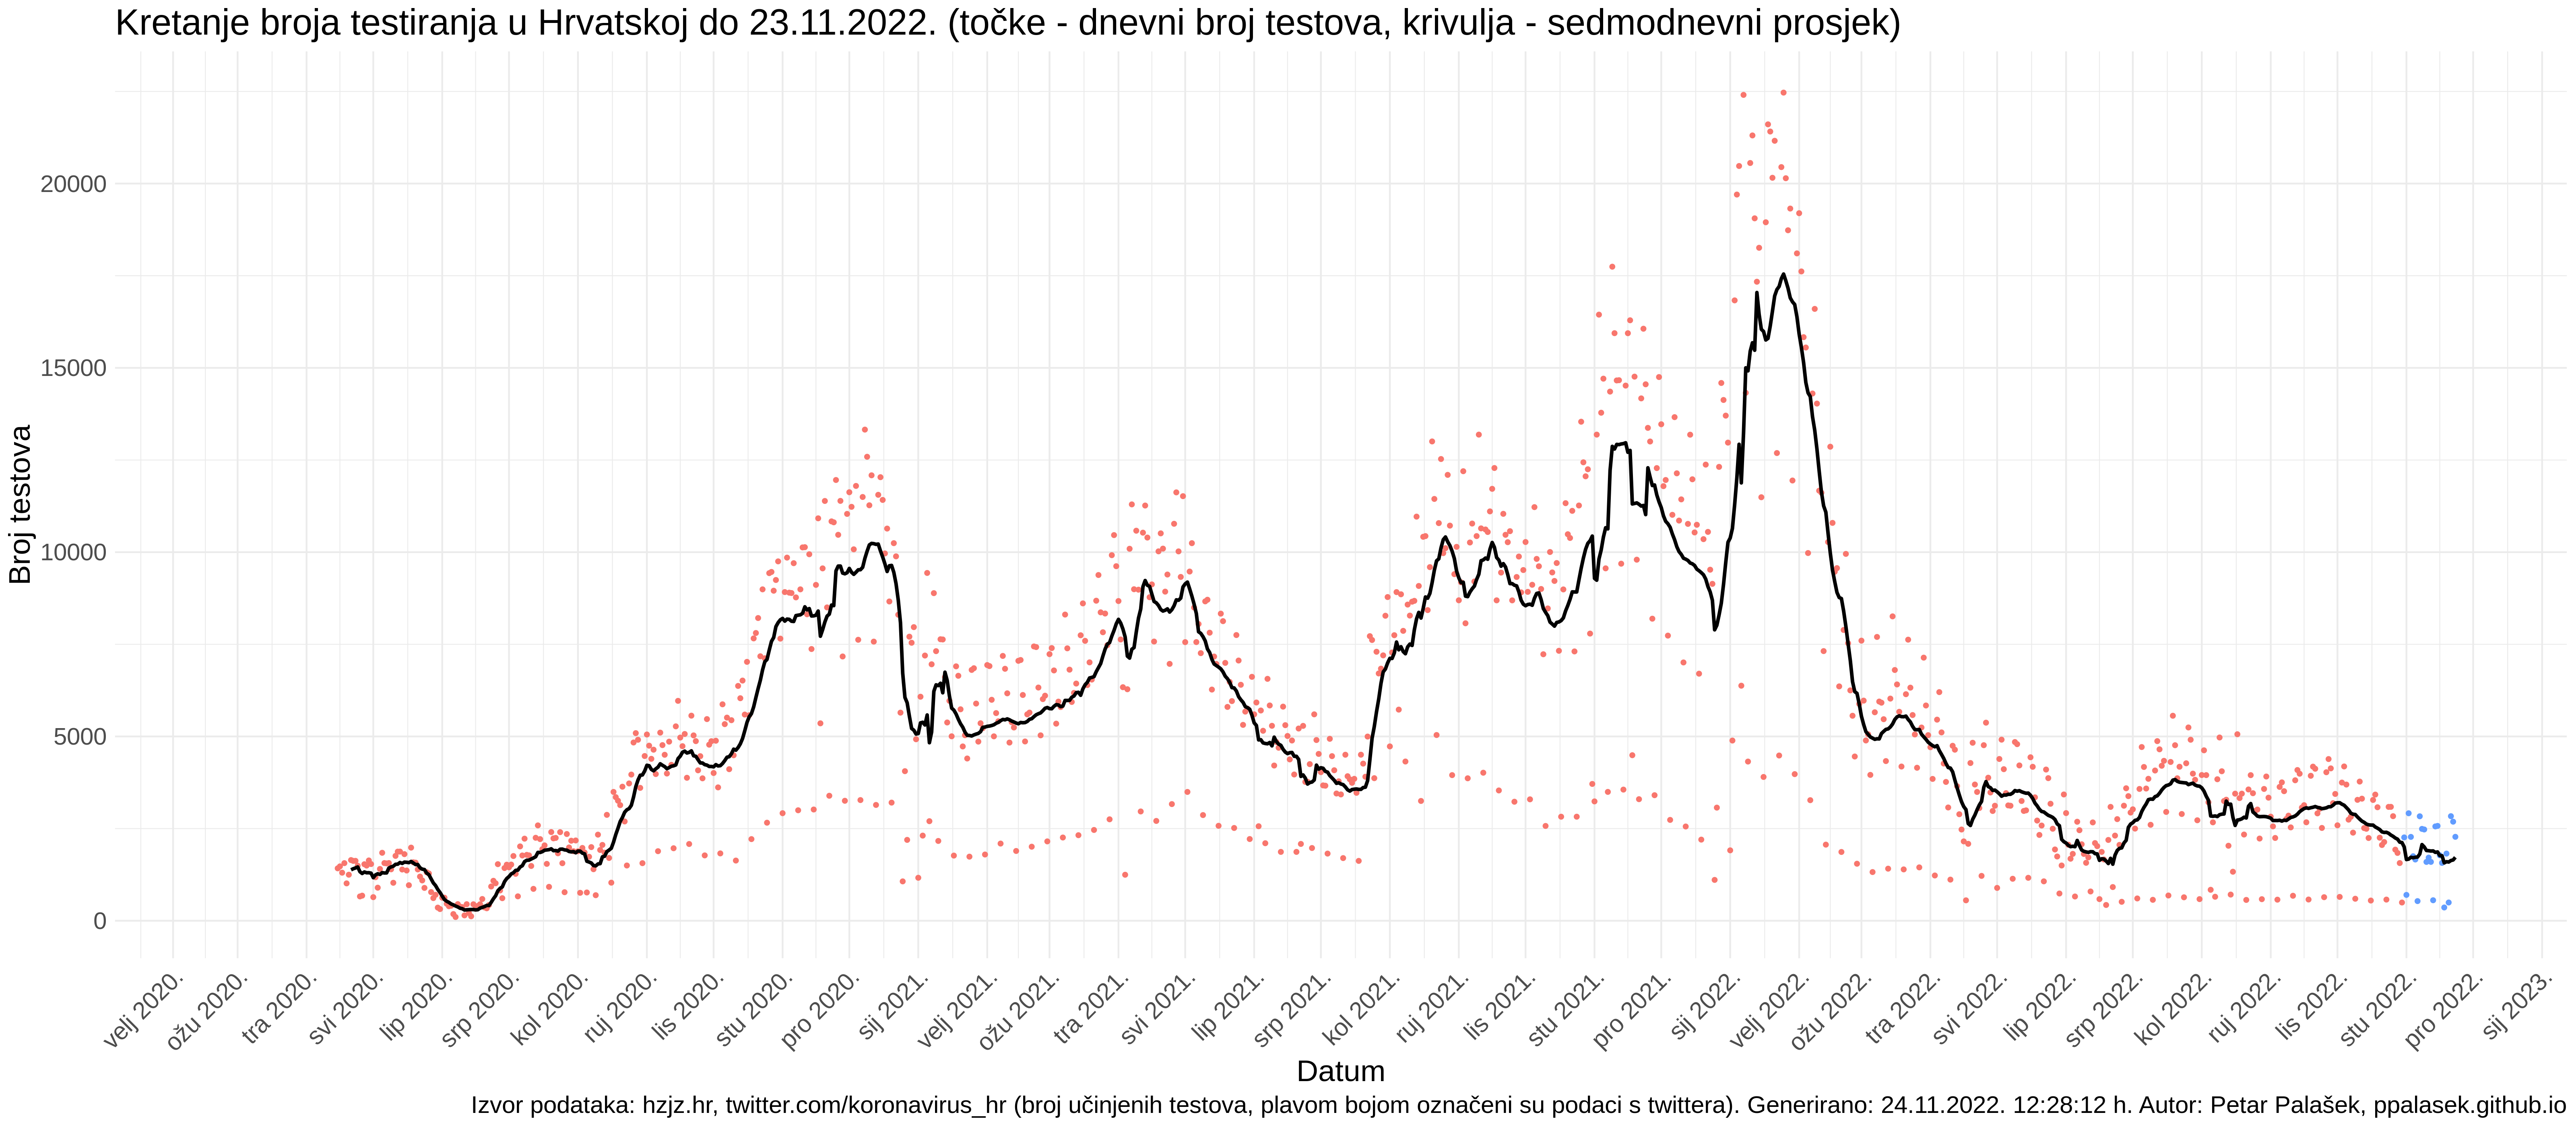 Kretanje broja testiranja u Hrvatskoj do 23.11.2022. (točke - dnevni broj testova, krivulja - sedmodnevni prosjek)
Broj testova
20000
15000
10000
5000
0
velj 2020.
ožu 2020.
tra 2020.
svi 2020.
lip 2020.
srp 2020.
kol 2020.
ruj 2020.
lis 2020.
stu 2020.
pro 2020.
sij 2021.
velj 2021.
ožu 2021.
tra 2021.
svi 2021.
lip 2021.
srp 2021.
kol 2021.
ruj 2021.
lis 2021.
stu 2021.
pro 2021.
sij 2022.
velj 2022.
ožu 2022.
tra 2022.
svi 2022.
lip 2022.
srp 2022.
kol 2022.
ruj 2022.
lis 2022.
stu 2022.
pro 2022.
sij 2023.
Datum
Izvor podataka: hzjz.hr, twitter.com/koronavirus_hr (broj učinjenih testova, plavom bojom označeni su podaci s twittera). Generirano: 24.11.2022. 12:28:12 h. Autor: Petar Palašek, ppalasek.github.io